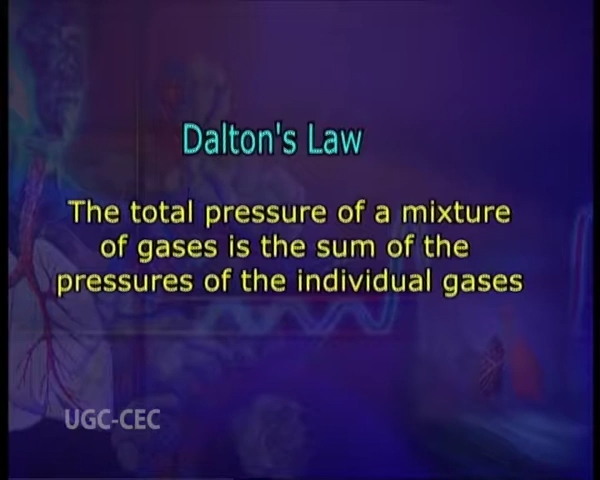 Dalton's Law
The total pressure of a mixture
of gases is the sum of the
pressures of the individual gases
UGC-CEC